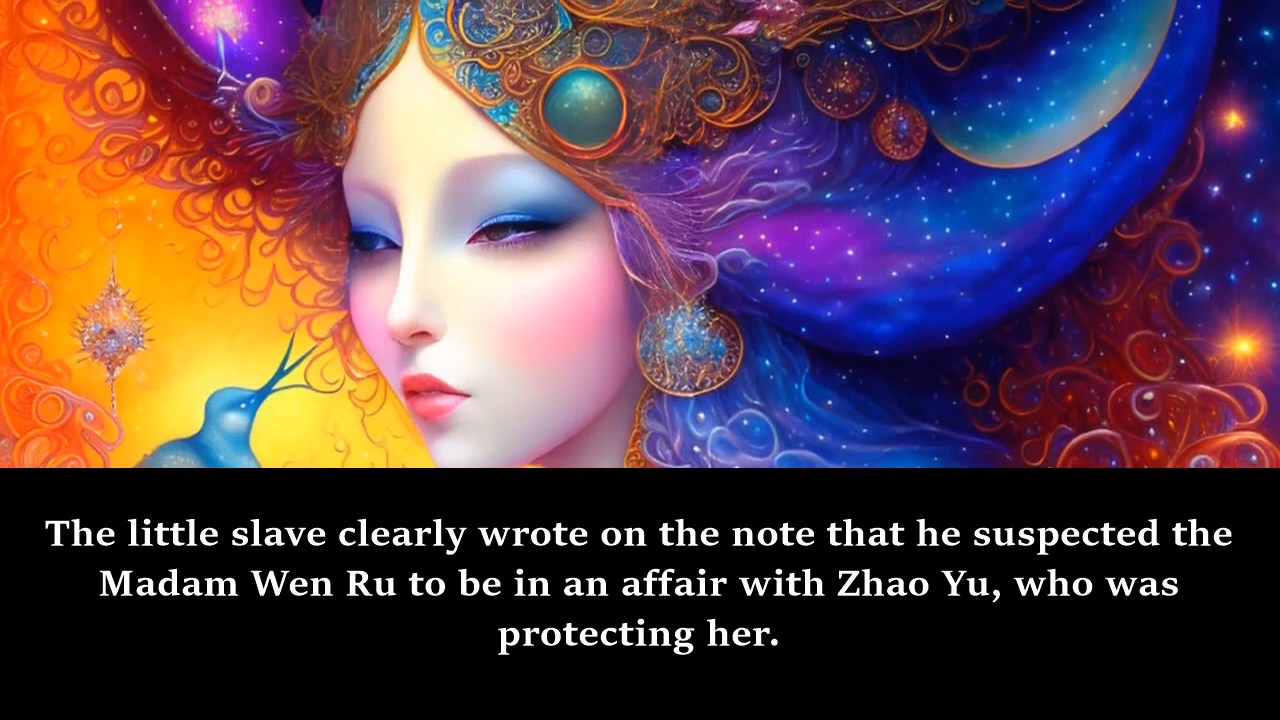 The little slave clearly wrote on the note that he suspected the
Madam Wen Ru to be in an affair with Zhao Yu, who was
protecting her.